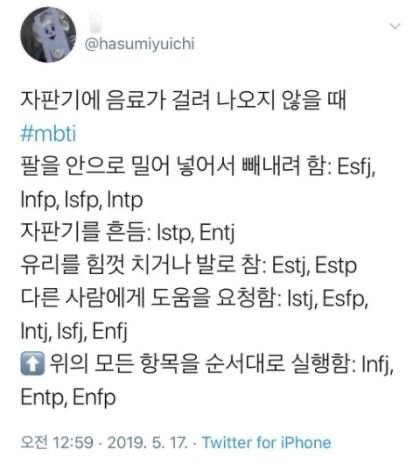 @hasumiyuichi
자판기에 음료가 걸려 나오지 않을 때
#mbti
팔을 안으로 밀어 넣어서 빼내려 함: Esfj,
Infp, Isfp, Intp
자판기를 흔듬: Istp, Entj
유리를 힘껏 치거나 발로 참: Estj, Estp
다른 사람에게 도움을 요청함: Istj, Esfp,
Intj, Isfj, Enfj
⬆️ 위의 모든 항목을 순서대로 실행함: Infj,
Entp, Enfp
오전 12:59 · 2019. 5. 17. · Twitter for iPhone